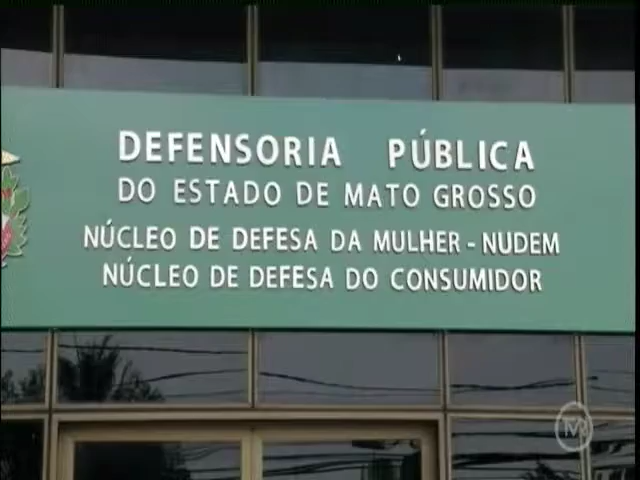 DEFENSORIA PÚBLICA
DO ESTADO DE MATO GROSSO
NÚCLEO DE DEFESA DA MULHER - NUDEM
NÚCLEO DE DEFESA DO CONSUMIDOR